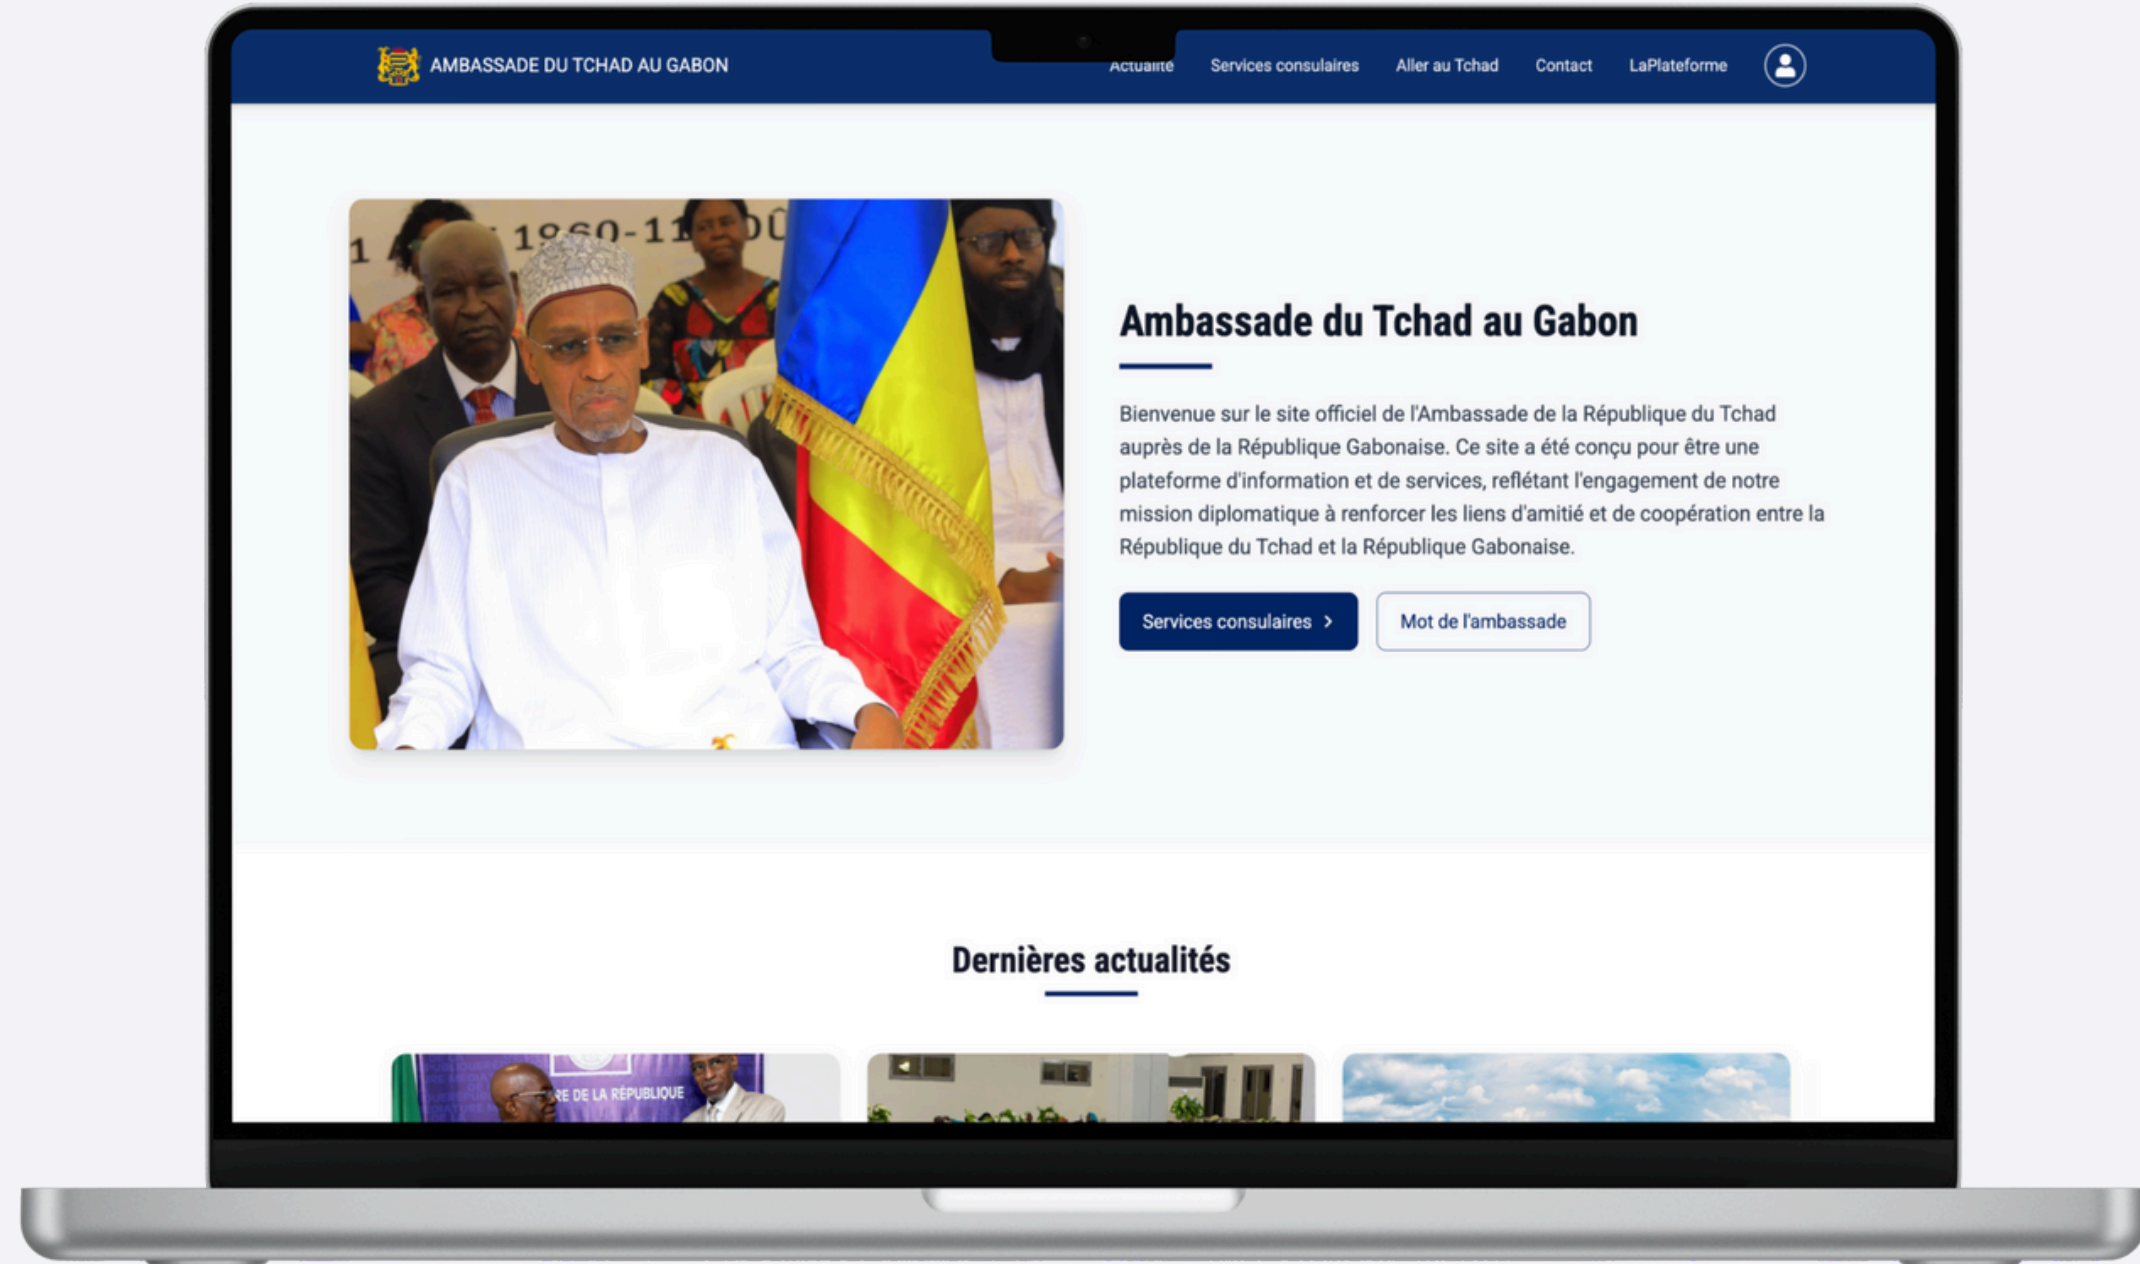 AMBASSADE DU TCHAD AU GABON
Actualité
Services consulaires
Aller au Tchad
Contact
LaPlateforme
1960-11
Ambassade du Tchad au Gabon
Bienvenue sur le site officiel de l'Ambassade de la République du Tchad
auprès de la République Gabonaise. Ce site a été conçu pour être une
plateforme d'information et de services, reflétant l'engagement de notre
mission diplomatique à renforcer les liens d'amitié et de coopération entre la
République du Tchad et la République Gabonaise.
Services consulaires >
Mot de l'ambassade
Dernières actualités
RE DE LA RÉPUBLIQUE